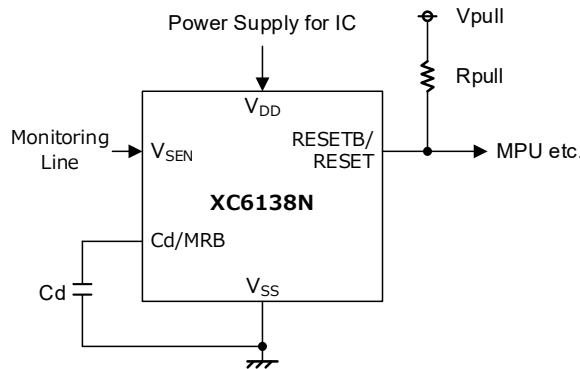 Power Supply for IC
Vpull
Rpull
VDD
Monitoring
Line
VSEN
RESETB/
RESET
MPU etc.
XC6138N
Cd/MRB
Cd
VSS